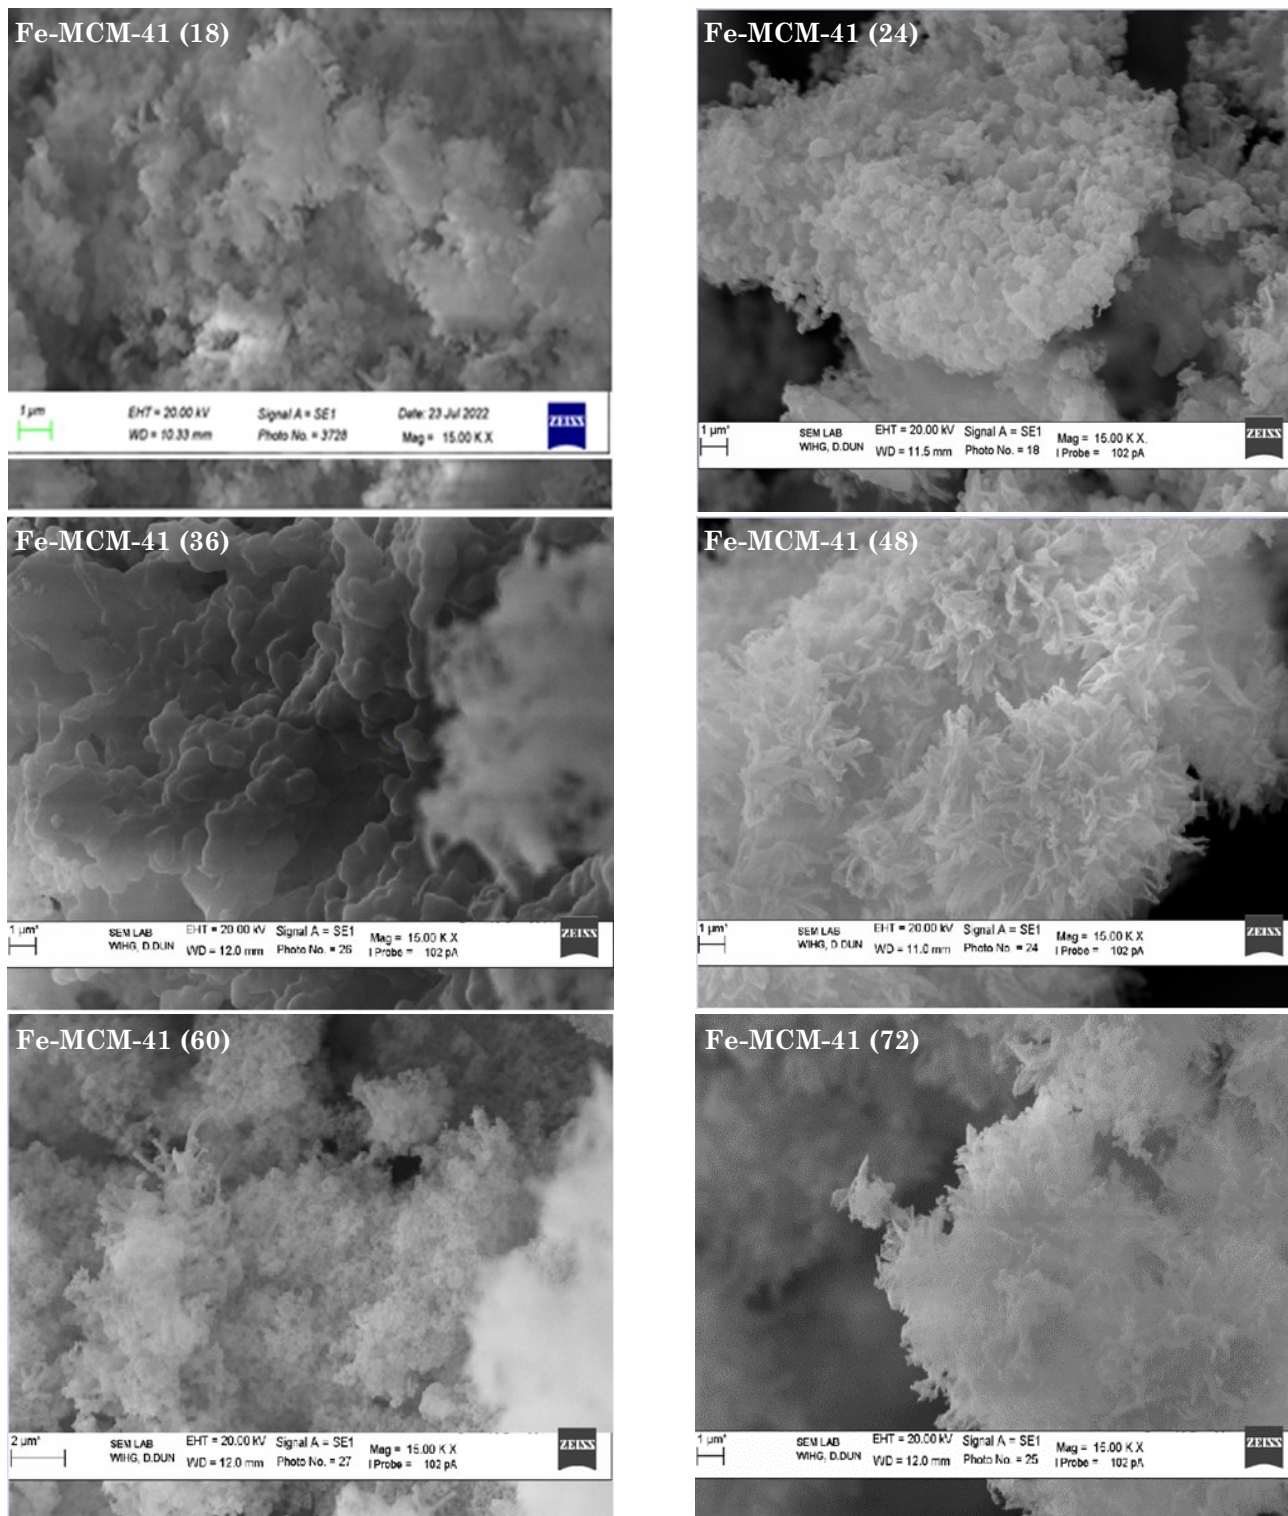 Fe-MCM-41 (18)
1 µm
EHT = 20.00 kV Signal A = SE1 Date: 23 Jul 2022
WD = 10.33 mm Photo No. = 3728 Mag = 15.00 K X
ZEISS
Fe-MCM-41 (24)
1 µm*
SEM LAB EHT = 20.00 kV Signal A = SE1 Mag = 15.00 K X
WIHG, D.DUN WD = 11.5 mm Photo No. = 18 I Probe = 102 pA
ZEISS
Fe-MCM-41 (36)
1 µm*
SEM LAB EHT = 20.00 kV Signal A = SE1 Mag = 15.00 K X
WIHG, D.DUN WD = 12.0 mm Photo No. = 26 I Probe = 102 pA
ZEISS
Fe-MCM-41 (48)
1 µm*
SEM LAB EHT = 20.00 kV Signal A = SE1 Mag = 15.00 K X
WIHG, D.DUN WD = 11.0 mm Photo No. = 24 I Probe = 102 pA
ZEISS
Fe-MCM-41 (60)
2 µm*
SEM LAB EHT = 20.00 kV Signal A = SE1 Mag = 15.00 K X
WIHG, D.DUN WD = 12.0 mm Photo No. = 27 I Probe = 102 pA
ZEISS
Fe-MCM-41 (72)
1 µm*
SEM LAB EHT = 20.00 kV Signal A = SE1 Mag = 15.00 K X
WIHG, D.DUN WD = 12.0 mm Photo No. = 25 I Probe = 102 pA
ZEISS